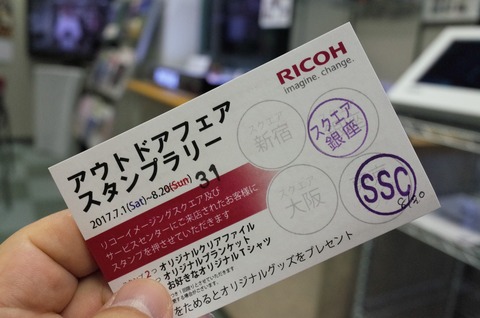 RICOH
imagine. change.
アウトドアフェア
スタンプラリー
2017.7.1(Sat)~8.20(Sun)
31
スクエア
新宿
スクエア
銀座
スクエア
大阪
SSC
8/30
リコーイメージングスクエア及び
サービスセンターにご来店されたお客様に
スタンプを押させていただきます
2つ オリジナルクリアファイル
つ オリジナルブランケット
お好きなオリジナルTシャツ
をためるとオリジナルグッズをプレゼント